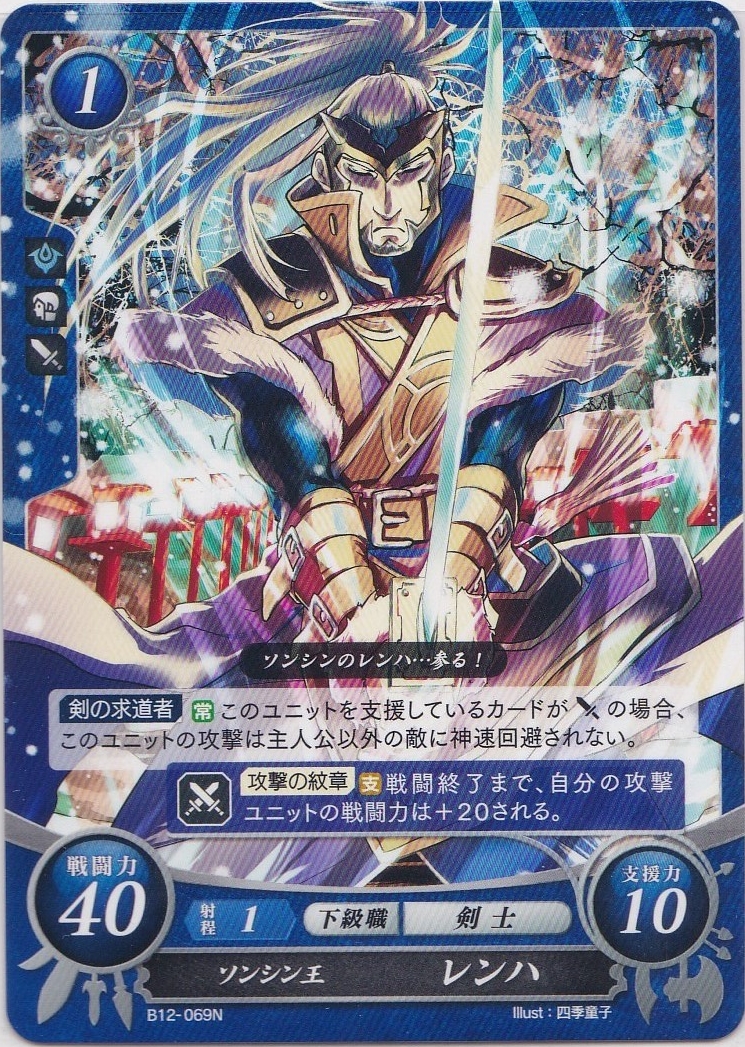 1
ソンシンのレンハ…参る!
剣の求道者 常 このユニットを支援しているカードが の場合、
このユニットの攻撃は主人公以外の敵に神速回避されない。
攻撃の紋章 支 戦闘終了まで、自分の攻撃
ユニットの戦闘力は+20される。
戦闘力
40
射程 1
下級職 剣士
支援力
10
ソンシン王 レンハ
B12-069N
Illust:四季童子